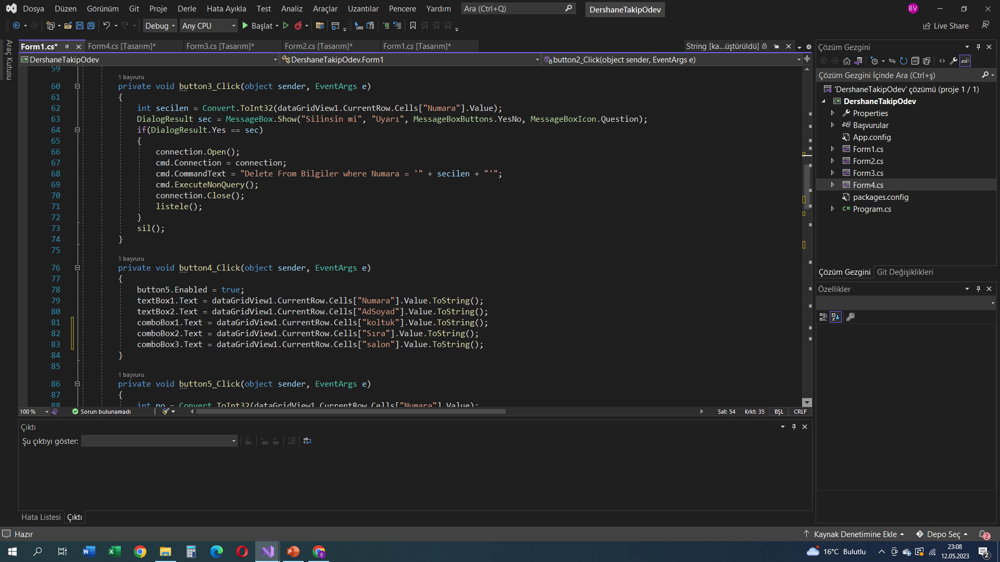 Dosya Düzen Görünüm Git Proje Derle Hata Ayıkla Test Analiz Araçlar Uzantılar Pencere Yardım Ara (Ctrl+Q) DershaneTakipOdev BV
Debug Any CPU Başlat Live Share
Araç Kutusu
Form1.cs* Form4.cs [Tasarım]* Form3.cs [Tasarım]* Form2.cs [Tasarım]* Form1.cs [Tasarım]* String [ka...üştürüldü]
DershaneTakipOdev DershaneTakipOdev.Form1 button2_Click(object sender, EventArgs e)
59
1 başvuru
60 private void button3_Click(object sender, EventArgs e)
61 {
62 int secilen = Convert.ToInt32(dataGridView1.CurrentRow.Cells["Numara"].Value);
63 DialogResult sec = MessageBox.Show("Silinsin mi", "Uyarı", MessageBoxButtons.YesNo, MessageBoxIcon.Question);
64 if(DialogResult.Yes == sec)
65 {
66 connection.Open();
67 cmd.Connection = connection;
68 cmd.CommandText = "Delete From Bilgiler where Numara = '" + secilen + "'";
69 cmd.ExecuteNonQuery();
70 connection.Close();
71 listele();
72 }
73 sil();
74 }
75
1 başvuru
76 private void button4_Click(object sender, EventArgs e)
77 {
78 button5.Enabled = true;
79 textBox1.Text = dataGridView1.CurrentRow.Cells["Numara"].Value.ToString();
80 textBox2.Text = dataGridView1.CurrentRow.Cells["AdSoyad"].Value.ToString();
81 comboBox1.Text = dataGridView1.CurrentRow.Cells["koltuk"].Value.ToString();
82 comboBox2.Text = dataGridView1.CurrentRow.Cells["Sıra"].Value.ToString();
83 comboBox3.Text = dataGridView1.CurrentRow.Cells["salon"].Value.ToString();
84 }
85
1 başvuru
86 private void button5_Click(object sender, EventArgs e)
87 {
88 int no = Convert.ToInt32(dataGridView1.CurrentRow.Cells["Numara"].Value);
100 % Sorun bulunamadı Sat: 54 Krkt: 35 BŞL CRLF
Çıktı
Şu çıktıyı göster:
Hata Listesi Çıktı
Çözüm Gezgini
Çözüm Gezgini İçinde Ara (Ctrl+ş)
'DershaneTakipOdev' çözümü (proje 1 / 1)
C# DershaneTakipOdev
Properties
Başvurular
App.config
Form1.cs
Form2.cs
Form3.cs
Form4.cs
packages.config
C# Program.cs
Çözüm Gezgini Git Değişiklikleri
Özellikler
Hazır Kaynak Denetimine Ekle Depo Seç 2
16°C Bulutlu 23:08
12.05.2023 2